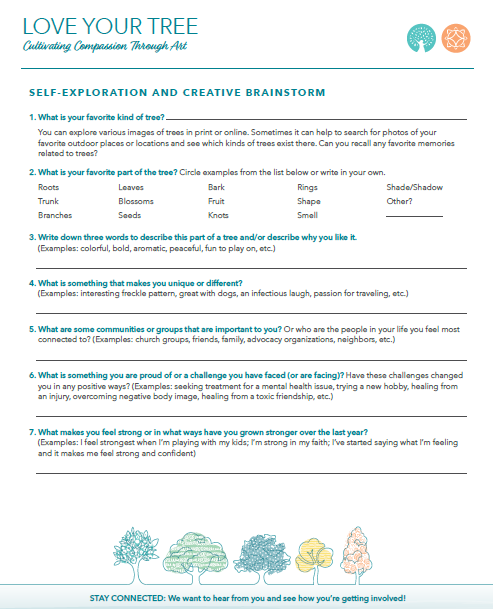 LOVE YOUR TREE
Cultivating Compassion Through Art
SELF-EXPLORATION AND CREATIVE BRAINSTORM
1. What is your favorite kind of tree?
You can explore various images of trees in print or online. Sometimes it can help to search for photos of your
favorite outdoor places or locations and see which kinds of trees exist there. Can you recall any favorite memories
related to trees?
2. What is your favorite part of the tree? Circle examples from the list below or write in your own.
Roots Leaves Bark Rings Shade/Shadow
Trunk Blossoms Fruit Shape Other?
Branches Seeds Knots Smell
3. Write down three words to describe this part of a tree and/or describe why you like it.
(Examples: colorful, bold, aromatic, peaceful, fun to play on, etc.)
4. What is something that makes you unique or different?
(Examples: interesting freckle pattern, great with dogs, an infectious laugh, passion for traveling, etc.)
5. What are some communities or groups that are important to you? Or who are the people in your life you feel most
connected to? (Examples: church groups, friends, family, advocacy organizations, neighbors, etc.)
6. What is something you are proud of or a challenge you have faced (or are facing)? Have these challenges changed
you in any positive ways? (Examples: seeking treatment for a mental health issue, trying a new hobby, healing from
an injury, overcoming negative body image, healing from a toxic friendship, etc.)
7. What makes you feel strong or in what ways have you grown stronger over the last year?
(Examples: I feel strongest when I'm playing with my kids; I'm strong in my faith; I've started saying what I'm feeling
and it makes me feel strong and confident)
STAY CONNECTED: We want to hear from you and see how you're getting involved!